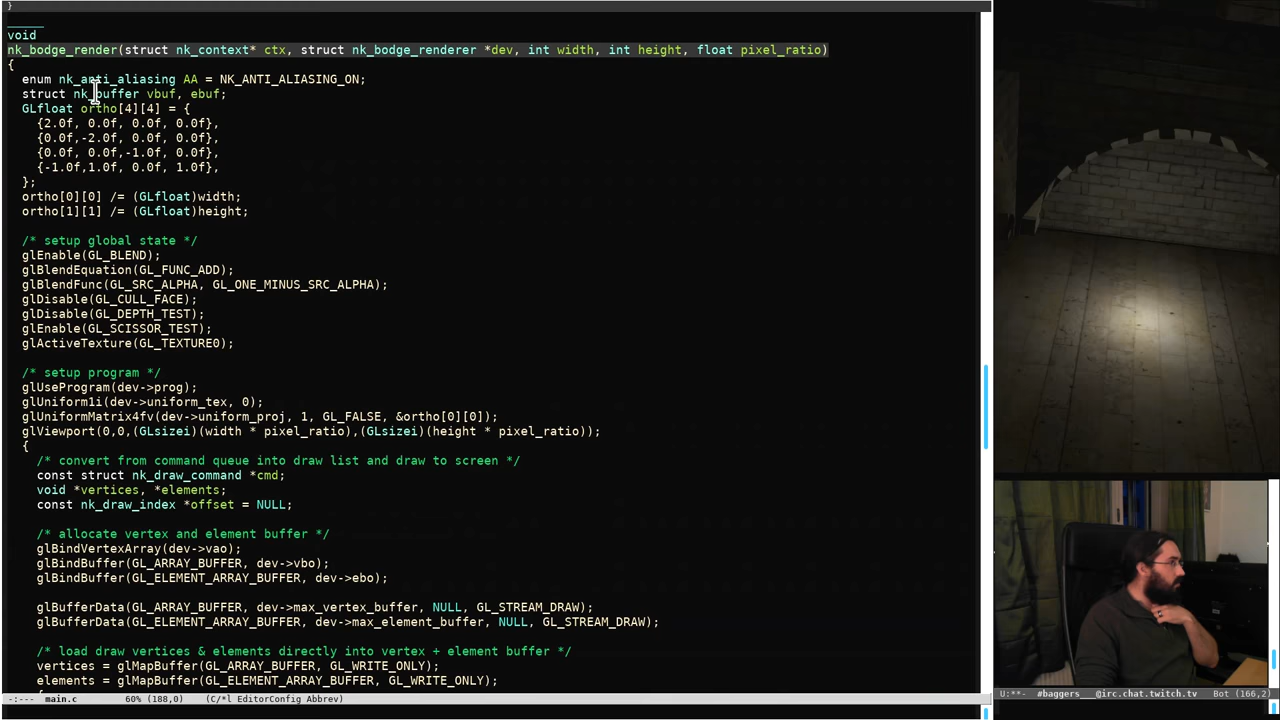 }
void
nk_bodge_render(struct nk_context* ctx, struct nk_bodge_renderer *dev, int width, int height, float pixel_ratio)
{
  enum nk_anti_aliasing AA = NK_ANTI_ALIASING_ON;
  struct nk_buffer vbuf, ebuf;
  GLfloat ortho[4][4] = {
    {2.0f, 0.0f, 0.0f, 0.0f},
    {0.0f,-2.0f, 0.0f, 0.0f},
    {0.0f, 0.0f,-1.0f, 0.0f},
    {-1.0f,1.0f, 0.0f, 1.0f},
  };
  ortho[0][0] /= (GLfloat)width;
  ortho[1][1] /= (GLfloat)height;
  /* setup global state */
  glEnable(GL_BLEND);
  glBlendEquation(GL_FUNC_ADD);
  glBlendFunc(GL_SRC_ALPHA, GL_ONE_MINUS_SRC_ALPHA);
  glDisable(GL_CULL_FACE);
  glDisable(GL_DEPTH_TEST);
  glEnable(GL_SCISSOR_TEST);
  glActiveTexture(GL_TEXTURE0);
  /* setup program */
  glUseProgram(dev->prog);
  glUniform1i(dev->uniform_tex, 0);
  glUniformMatrix4fv(dev->uniform_proj, 1, GL_FALSE, &ortho[0][0]);
  glViewport(0,0,(GLsizei)(width * pixel_ratio),(GLsizei)(height * pixel_ratio));
  {
    /* convert from command queue into draw list and draw to screen */
    const struct nk_draw_command *cmd;
    void *vertices, *elements;
    const nk_draw_index *offset = NULL;
    /* allocate vertex and element buffer */
    glBindVertexArray(dev->vao);
    glBindBuffer(GL_ARRAY_BUFFER, dev->vbo);
    glBindBuffer(GL_ELEMENT_ARRAY_BUFFER, dev->ebo);
    glBufferData(GL_ARRAY_BUFFER, dev->max_vertex_buffer, NULL, GL_STREAM_DRAW);
    glBufferData(GL_ELEMENT_ARRAY_BUFFER, dev->max_element_buffer, NULL, GL_STREAM_DRAW);
    /* load draw vertices & elements directly into vertex + element buffer */
    vertices = glMapBuffer(GL_ARRAY_BUFFER, GL_WRITE_ONLY);
    elements = glMapBuffer(GL_ELEMENT_ARRAY_BUFFER, GL_WRITE_ONLY);
-:--- main.c 60% (188,0) (C/*l EditorConfig Abbrev)
U:**- #baggers___@irc.chat.twitch.tv Bot (166,2)